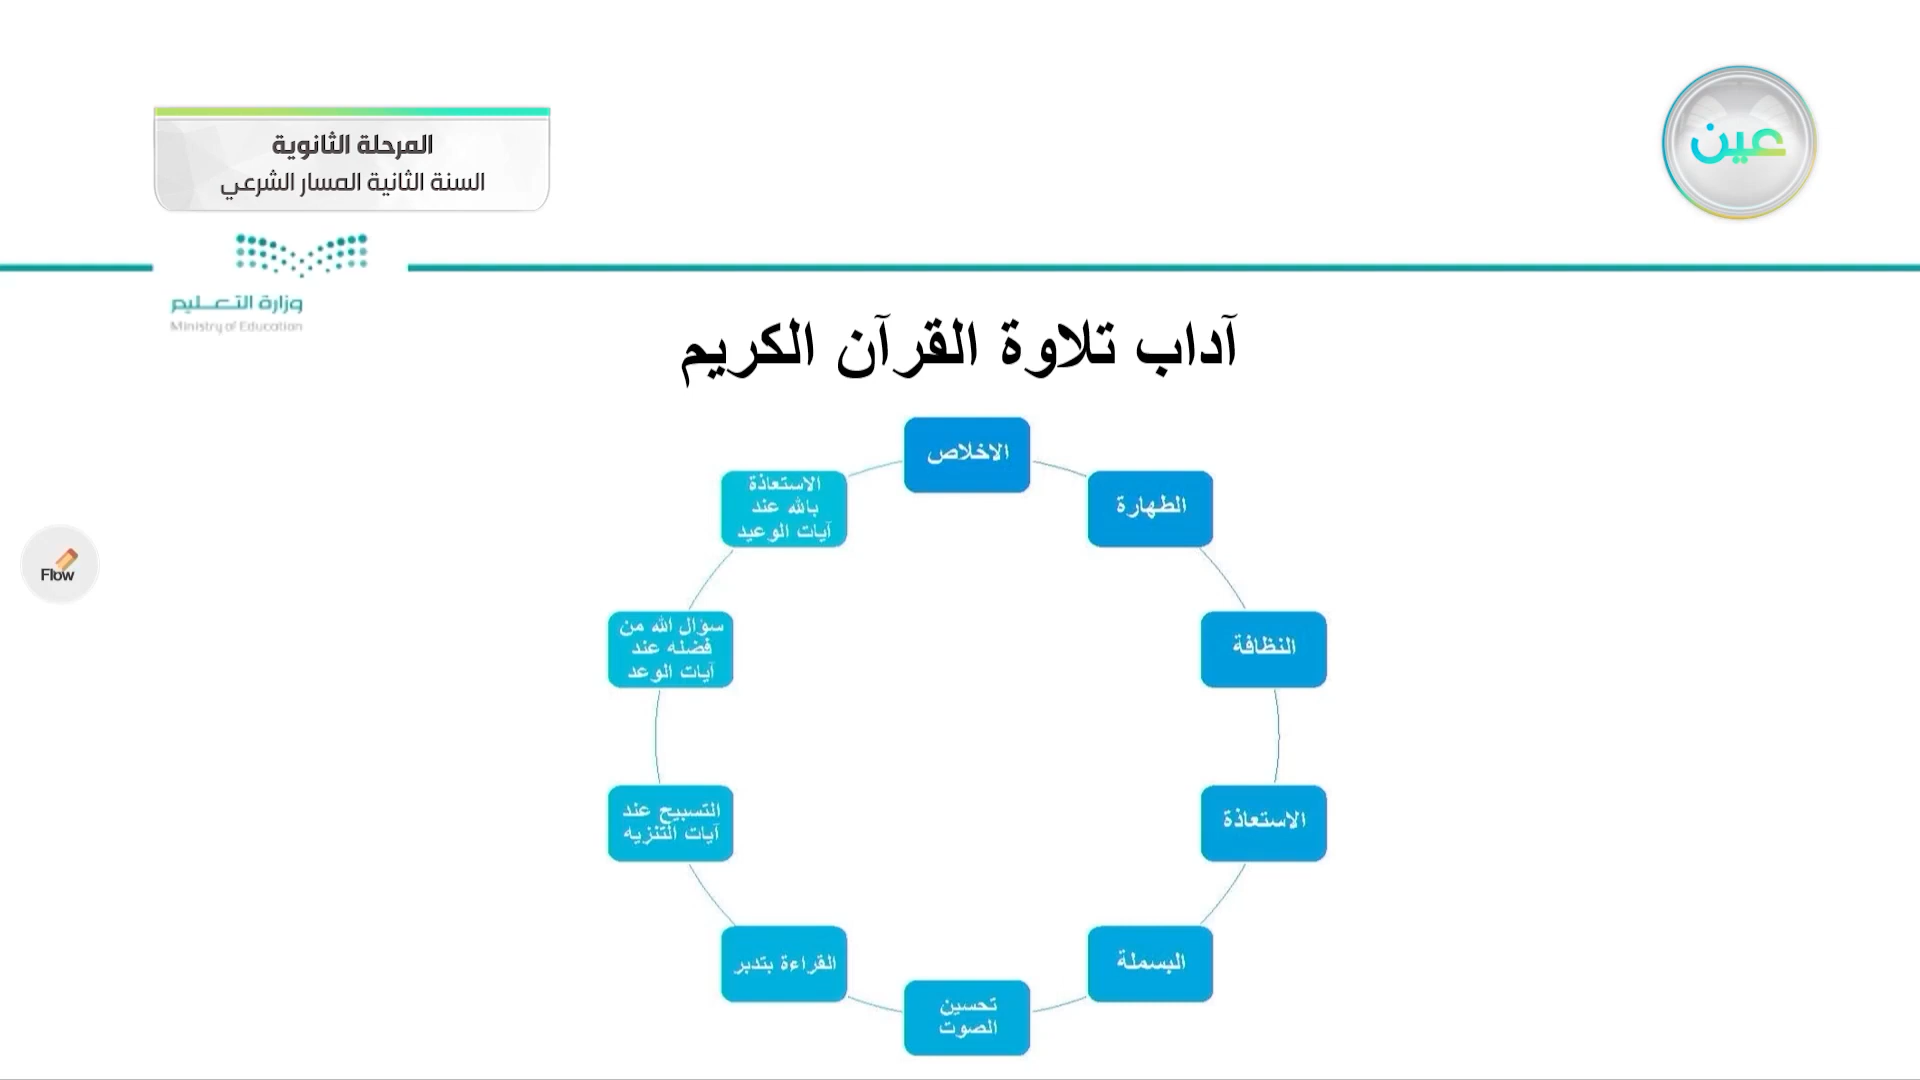 المرحلة الثانوية
السنة الثانية المسار الشرعي
عين
وزارة التعـــليم
Ministry of Education
آداب تلاوة القرآن الكريم
الاخلاص
الطهارة
النظافة
الاستعاذة
البسملة
تحسين
الصوت
القراءة بتدبر
التسبيح عند
آيات التنزيه
سؤال الله من
فضله عند
آيات الوعد
الاستعاذة
بالله عند
آيات الوعيد
Flow